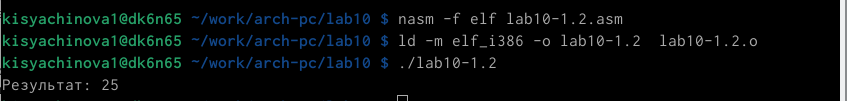 kisyachinova1@dk6n65 ~/work/arch-pc/lab10 $ nasm -f elf lab10-1.2.asm
kisyachinova1@dk6n65 ~/work/arch-pc/lab10 $ ld -m elf_i386 -o lab10-1.2  lab10-1.2.o
kisyachinova1@dk6n65 ~/work/arch-pc/lab10 $ ./lab10-1.2
Результат: 25